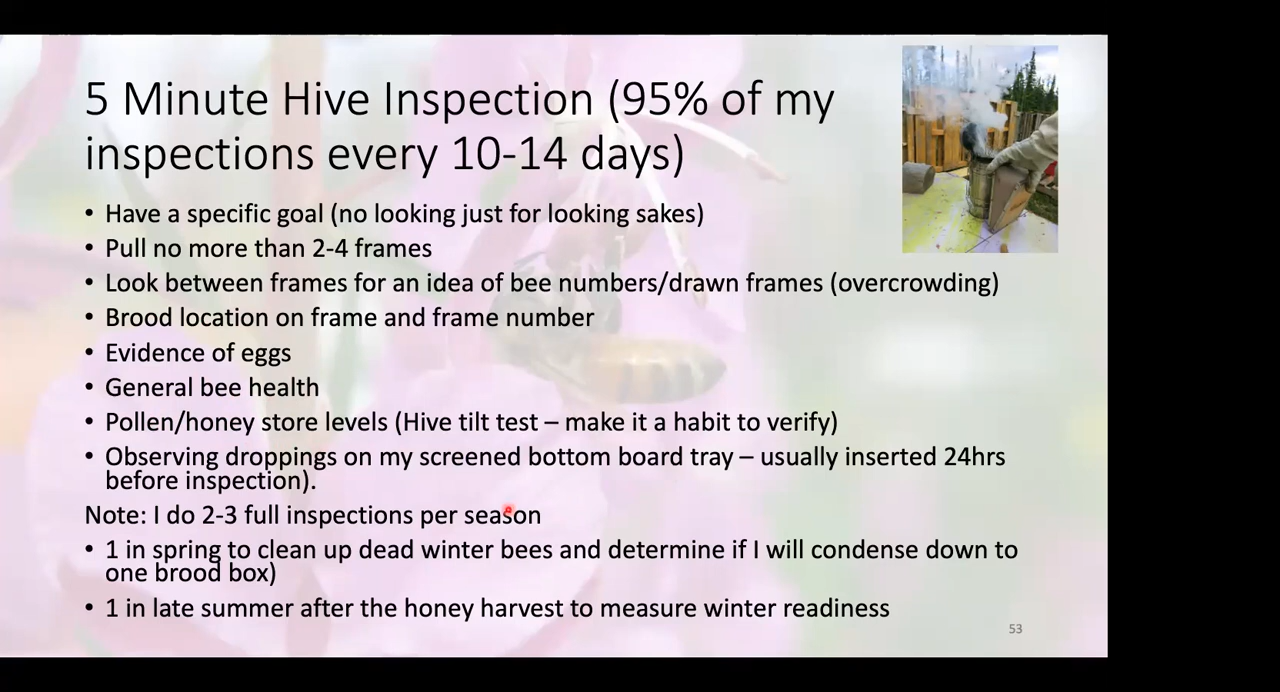 5 Minute Hive Inspection (95% of my
inspections every 10-14 days)
• Have a specific goal (no looking just for looking sakes)
• Pull no more than 2-4 frames
• Look between frames for an idea of bee numbers/drawn frames (overcrowding)
• Brood location on frame and frame number
• Evidence of eggs
• General bee health
• Pollen/honey store levels (Hive tilt test – make it a habit to verify)
• Observing droppings on my screened bottom board tray – usually inserted 24hrs
before inspection).
Note: I do 2-3 full inspections per season
• 1 in spring to clean up dead winter bees and determine if I will condense down to
one brood box)
• 1 in late summer after the honey harvest to measure winter readiness
53